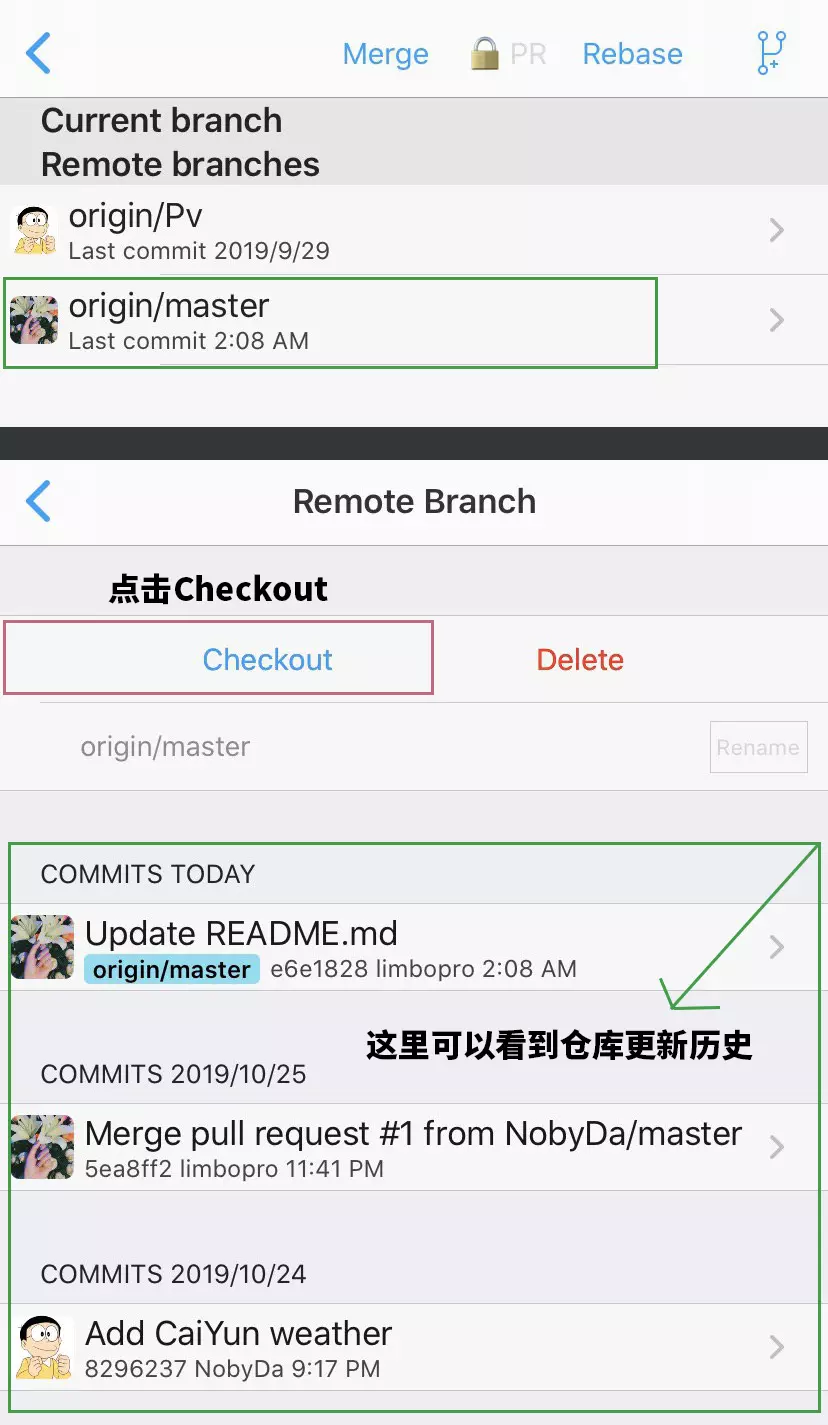 Merge PR Rebase
Current branch
Remote branches
origin/Pv
Last commit 2019/9/29
origin/master
Last commit 2:08 AM
Remote Branch
点击Checkout
Checkout Delete
origin/master Rename
COMMITS TODAY
Update README.md
origin/master e6e1828 limbopro 2:08 AM
这里可以看到仓库更新历史
COMMITS 2019/10/25
Merge pull request #1 from NobyDa/master
5ea8ff2 limbopro 11:41 PM
COMMITS 2019/10/24
Add CaiYun weather
8296237 NobyDa 9:17 PM